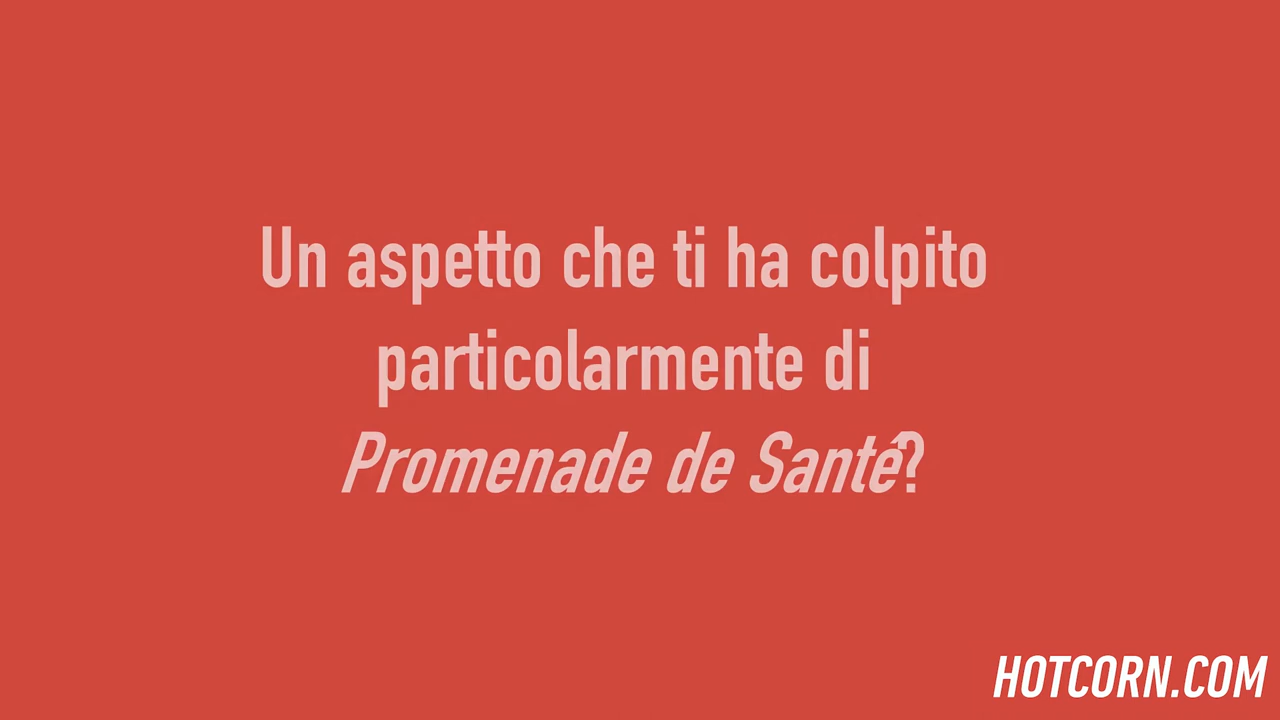 Un aspetto che ti ha colpito
particolarmente di
Promenade de Santé?
HOTCORN.COM